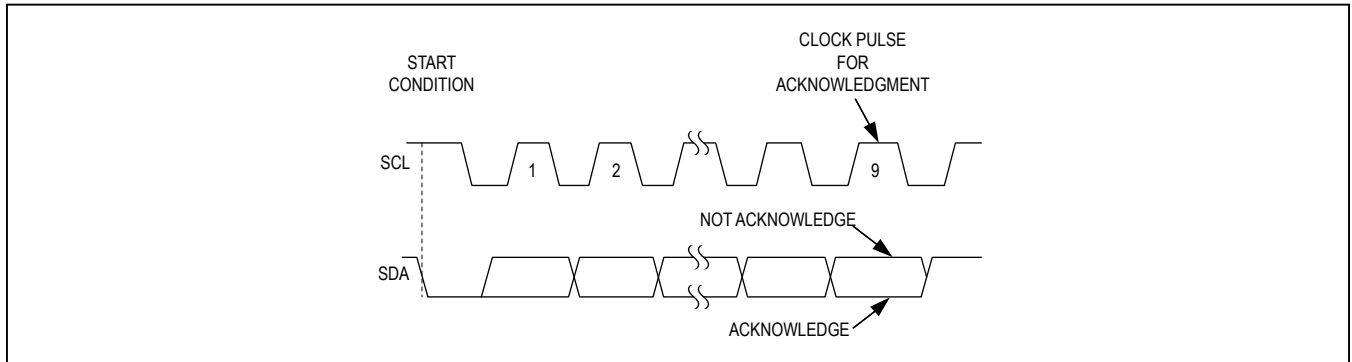 START
CONDITION
CLOCK PULSE
FOR
ACKNOWLEDGMENT
SCL
1
2
9
NOT ACKNOWLEDGE
SDA
ACKNOWLEDGE